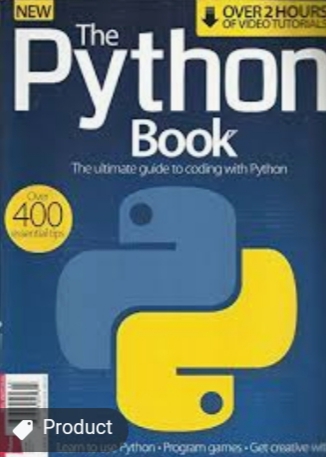 NEW
OVER 2 HOURS
OF VIDEO TUTORIALS
The
Python
Book
The ultimate guide to coding with Python
Over
400
essential tips
Product
Learn to use Python • Program games • Get creative with